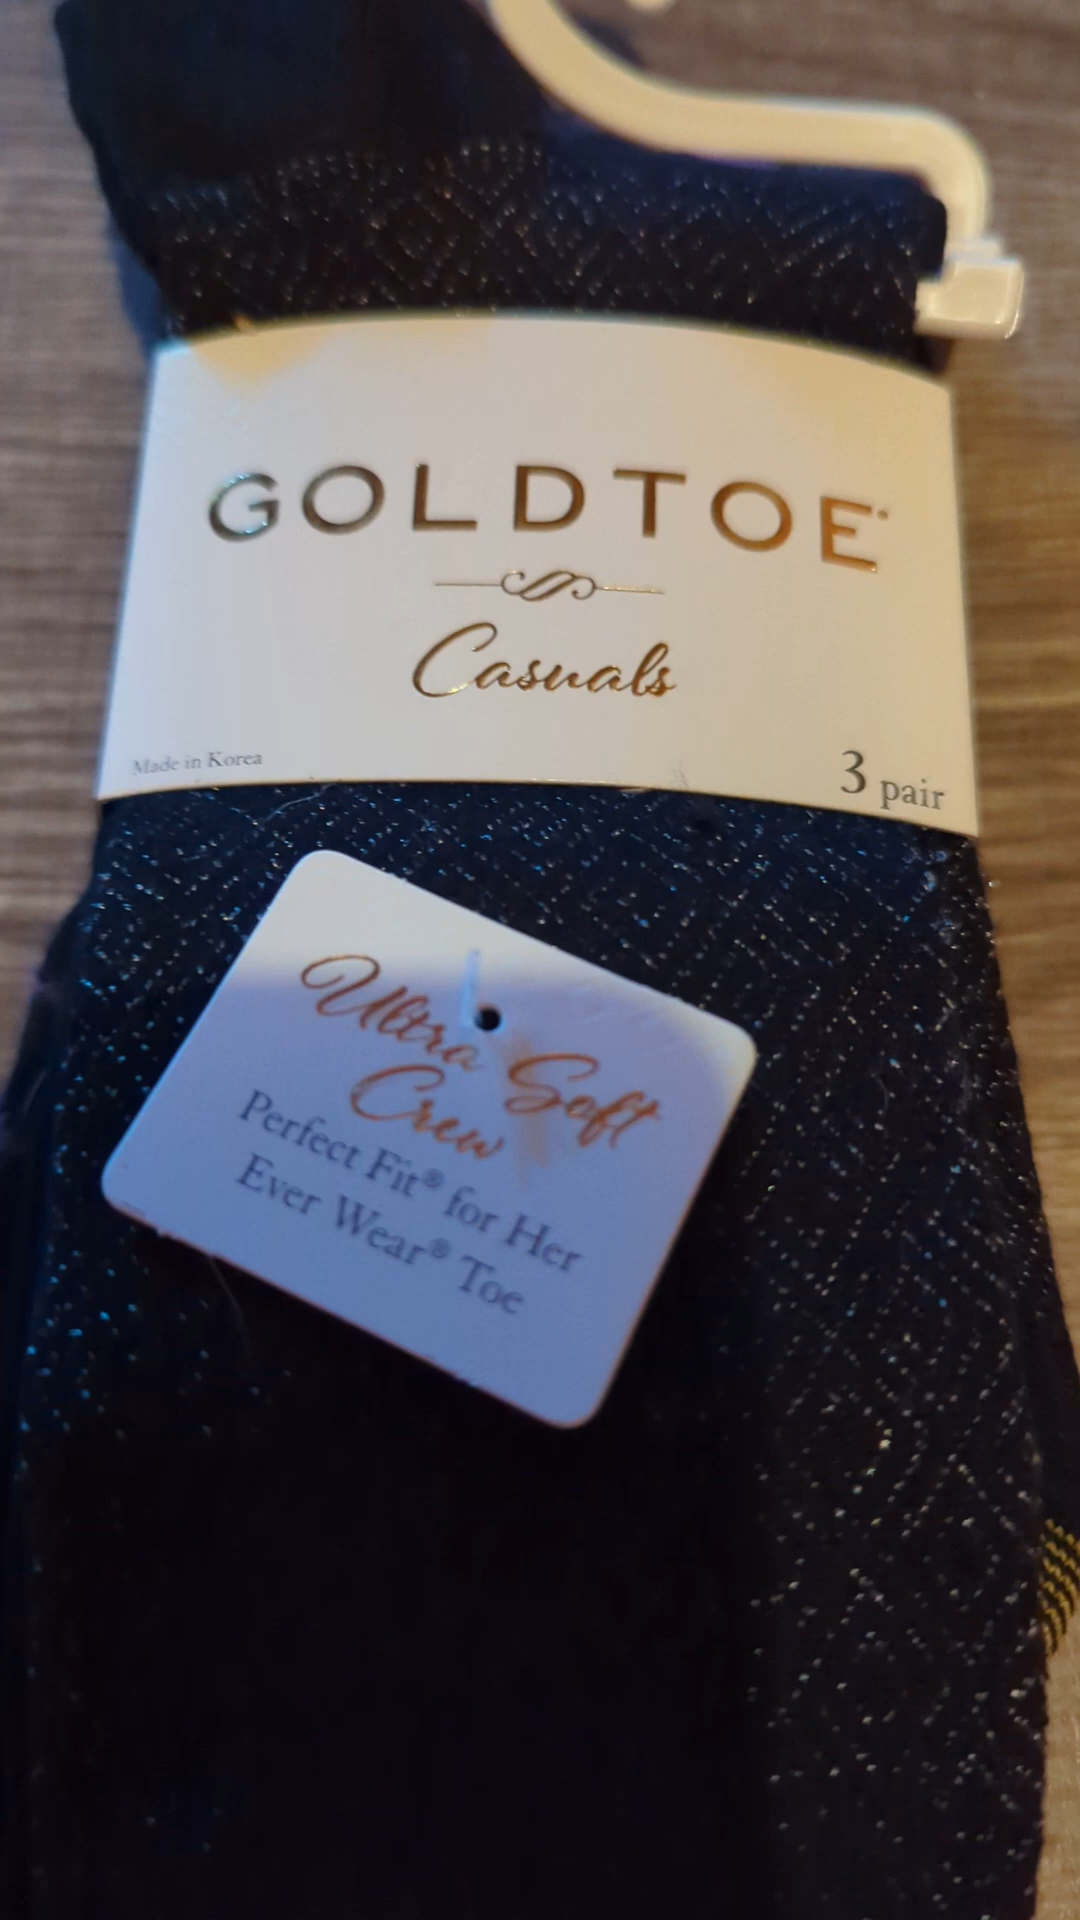 GOLDTOE®
Casuals
Made in Korea
3 pair
Ultra Soft
Crew
Perfect Fit® for Her
Ever Wear® Toe